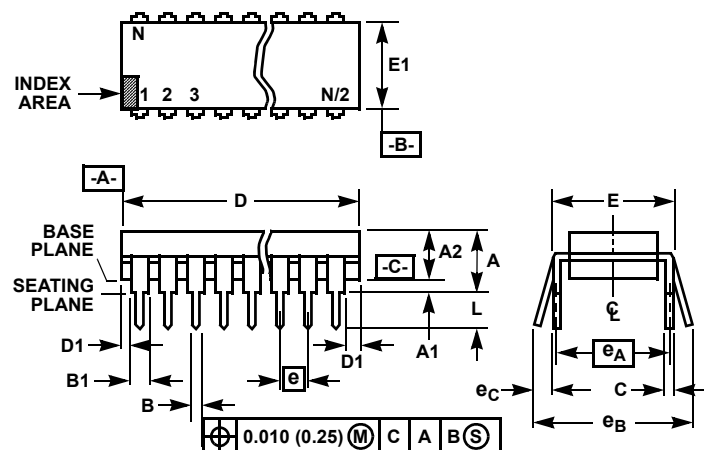 N
INDEX
AREA
1 2 3 N/2
E1
-B-
-A-
D
E
BASE
PLANE
A2
A
-C-
SEATING
PLANE
L
C L
D1
A1
D1
e
eA
B1
eC
C
B
eB
0.010 (0.25) M C A B S